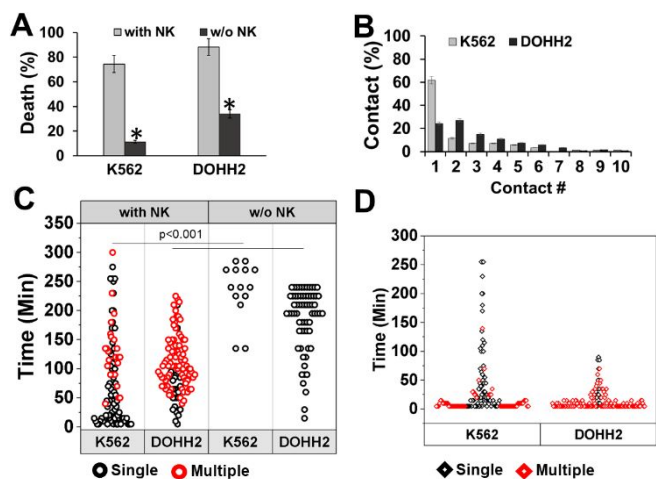 A
with NK w/o NK
Death (%)
100
80
60
40
20
0
*
*
K562 DOHH2
B
K562 DOHH2
Contact (%)
100
80
60
40
20
0
1 2 3 4 5 6 7 8 9 10
Contact #
C
with NK w/o NK
p<0.001
Time (Min)
350
300
250
200
150
100
50
0
K562 DOHH2 K562 DOHH2
Single Multiple
D
Time (Min)
300
250
200
150
100
50
0
K562 DOHH2
Single Multiple